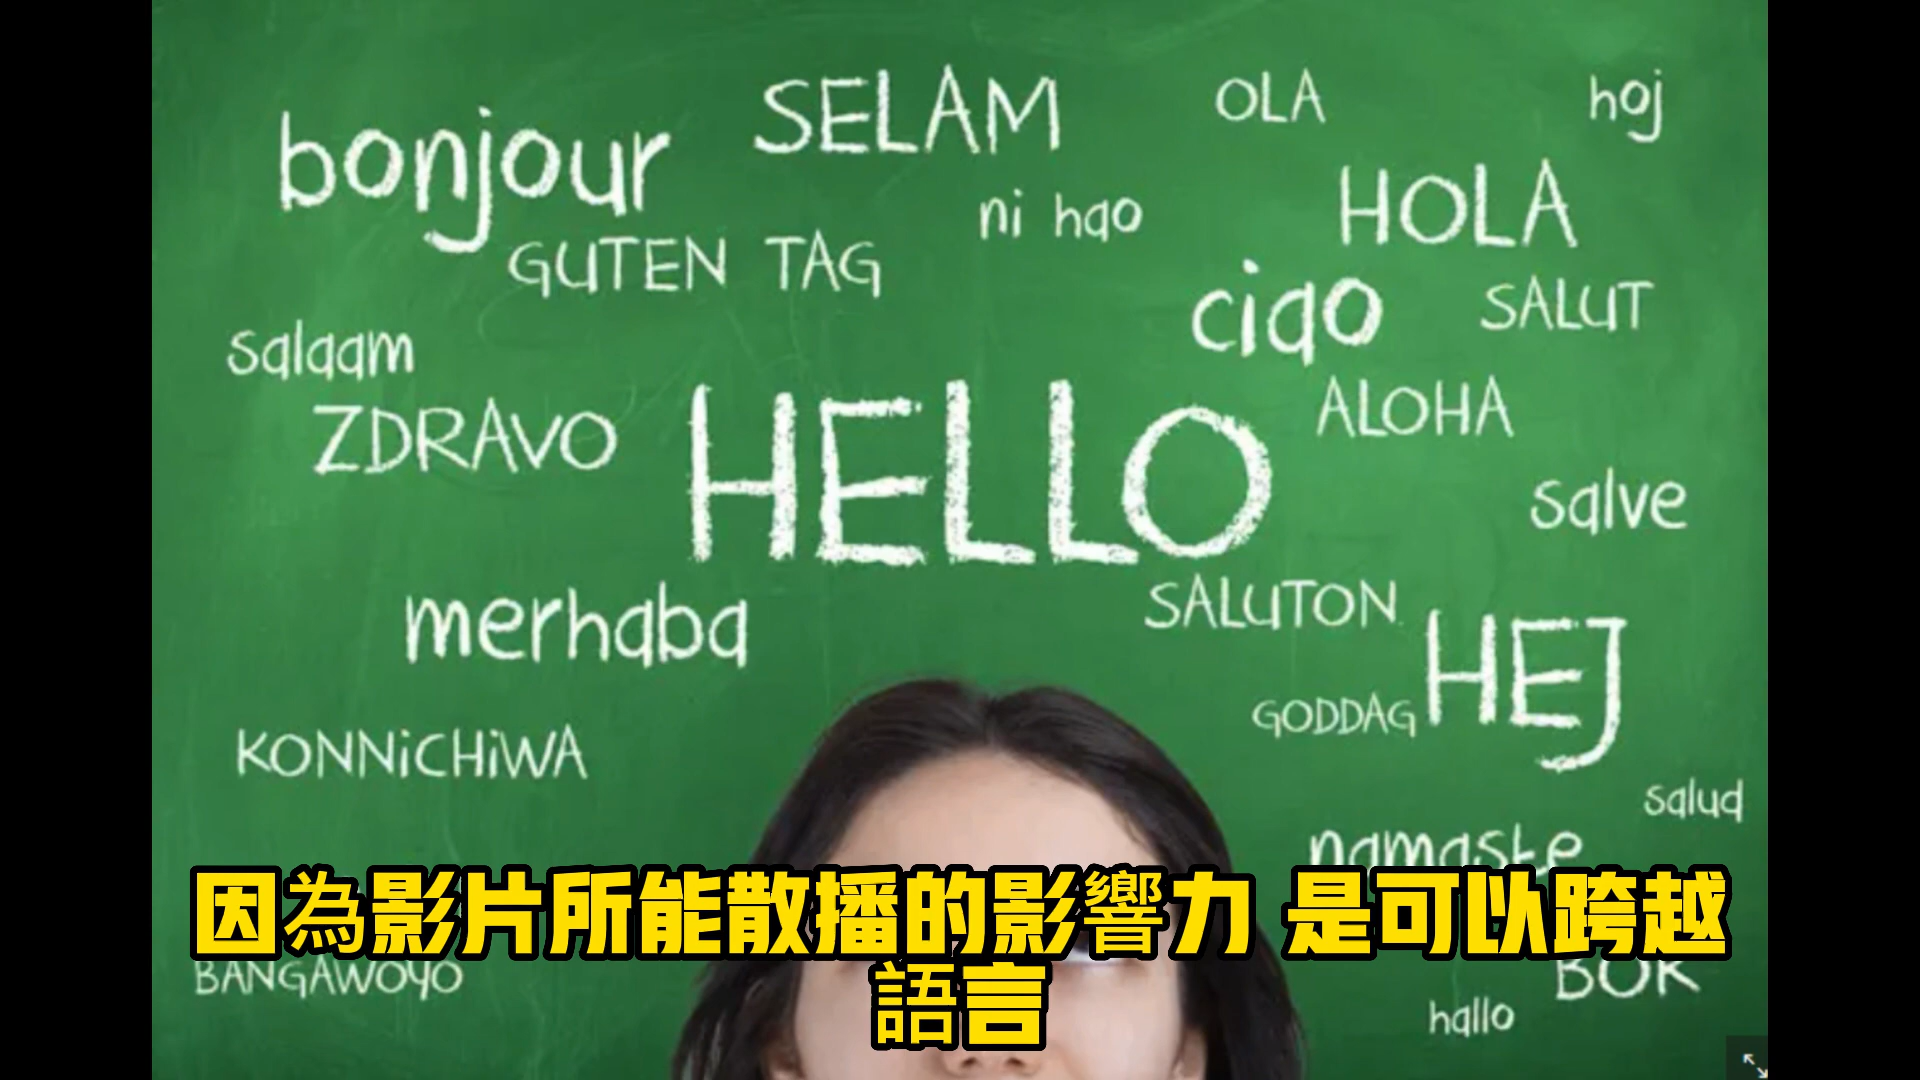 SELAM
OLA
hoj
bonjour
ni hao
HOLA
GUTEN TAG
ciao
SALUT
salaam
ALOHA
ZDRAVO
HELLO
salve
merhaba
SALUTON
HEJ
GODDAG
KONNiCHiWA
salud
namaste
因為影片所能散播的影響力 是可以跨越
語言
BANGAWOYO
BOK
hallo